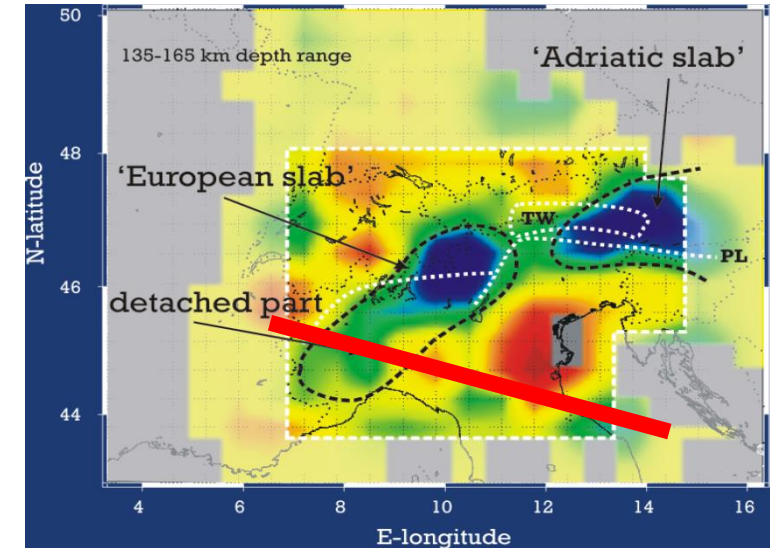 50
135-165 km depth range
'Adriatic slab'
48
'European slab'
TW
PL
N-latitude
46
detached part
44
4 6 8 10 12 14 16
E-longitude